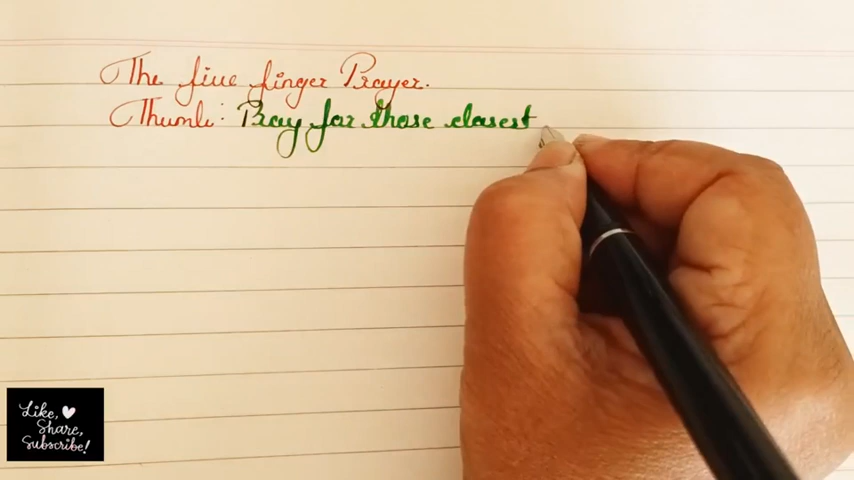 The five finger Prayer.
Thumb: Pray for those closest
Like,
Share,
Subscribe!